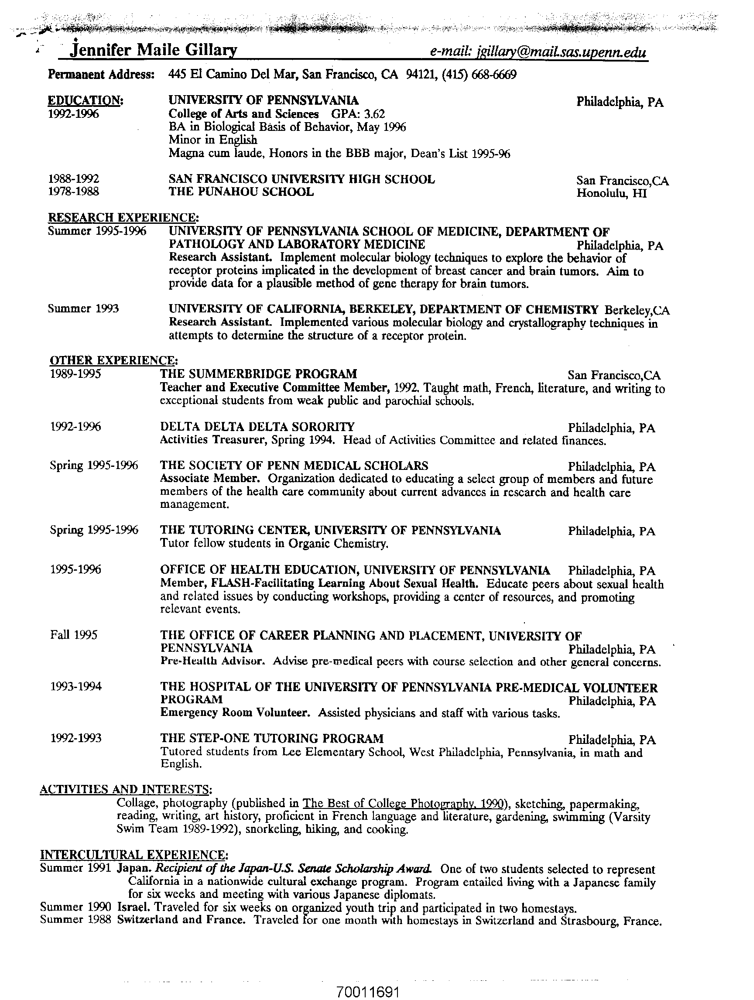 Jennifer Maile Gillary e-mail: jgillary@mail.sas.upenn.edu
Permanent Address: 445 El Camino Del Mar, San Francisco, CA 94121, (415) 668-6669
EDUCATION: UNIVERSITY OF PENNSYLVANIA Philadelphia, PA
1992-1996 College of Arts and Sciences GPA: 3.62
BA in Biological Basis of Behavior, May 1996
Minor in English
Magna cum laude, Honors in the BBB major, Dean's List 1995-96
1988-1992 SAN FRANCISCO UNIVERSITY HIGH SCHOOL San Francisco,CA
1978-1988 THE PUNAHOU SCHOOL Honolulu, HI
RESEARCH EXPERIENCE:
Summer 1995-1996 UNIVERSITY OF PENNSYLVANIA SCHOOL OF MEDICINE, DEPARTMENT OF
PATHOLOGY AND LABORATORY MEDICINE Philadelphia, PA
Research Assistant. Implement molecular biology techniques to explore the behavior of
receptor proteins implicated in the development of breast cancer and brain tumors. Aim to
provide data for a plausible method of gene therapy for brain tumors.
Summer 1993 UNIVERSITY OF CALIFORNIA, BERKELEY, DEPARTMENT OF CHEMISTRY Berkeley,CA
Research Assistant. Implemented various molecular biology and crystallography techniques in
attempts to determine the structure of a receptor protein.
OTHER EXPERIENCE:
1989-1995 THE SUMMERBRIDGE PROGRAM San Francisco,CA
Teacher and Executive Committee Member, 1992. Taught math, French, literature, and writing to
exceptional students from weak public and parochial schools.
1992-1996 DELTA DELTA DELTA SORORITY Philadelphia, PA
Activities Treasurer, Spring 1994. Head of Activities Committee and related finances.
Spring 1995-1996 THE SOCIETY OF PENN MEDICAL SCHOLARS Philadelphia, PA
Associate Member. Organization dedicated to educating a select group of members and future
members of the health care community about current advances in research and health care
management.
Spring 1995-1996 THE TUTORING CENTER, UNIVERSITY OF PENNSYLVANIA Philadelphia, PA
Tutor fellow students in Organic Chemistry.
1995-1996 OFFICE OF HEALTH EDUCATION, UNIVERSITY OF PENNSYLVANIA Philadelphia, PA
Member, FLASH-Facilitating Learning About Sexual Health. Educate peers about sexual health
and related issues by conducting workshops, providing a center of resources, and promoting
relevant events.
Fall 1995 THE OFFICE OF CAREER PLANNING AND PLACEMENT, UNIVERSITY OF
PENNSYLVANIA Philadelphia, PA
Pre-Health Advisor. Advise pre-medical peers with course selection and other general concerns.
1993-1994 THE HOSPITAL OF THE UNIVERSITY OF PENNSYLVANIA PRE-MEDICAL VOLUNTEER
PROGRAM Philadelphia, PA
Emergency Room Volunteer. Assisted physicians and staff with various tasks.
1992-1993 THE STEP-ONE TUTORING PROGRAM Philadelphia, PA
Tutored students from Lee Elementary School, West Philadelphia, Pennsylvania, in math and
English.
ACTIVITIES AND INTERESTS:
Collage, photography (published in The Best of College Photography, 1990), sketching, papermaking,
reading, writing, art history, proficient in French language and literature, gardening, swimming (Varsity
Swim Team 1989-1992), snorkeling, hiking, and cooking.
INTERCULTURAL EXPERIENCE:
Summer 1991 Japan. Recipient of the Japan-U.S. Senate Scholarship Award. One of two students selected to represent
California in a nationwide cultural exchange program. Program entailed living with a Japanese family
for six weeks and meeting with various Japanese diplomats.
Summer 1990 Israel. Traveled for six weeks on organized youth trip and participated in two homestays.
Summer 1988 Switzerland and France. Traveled for one month with homestays in Switzerland and Strasbourg, France.
70011691